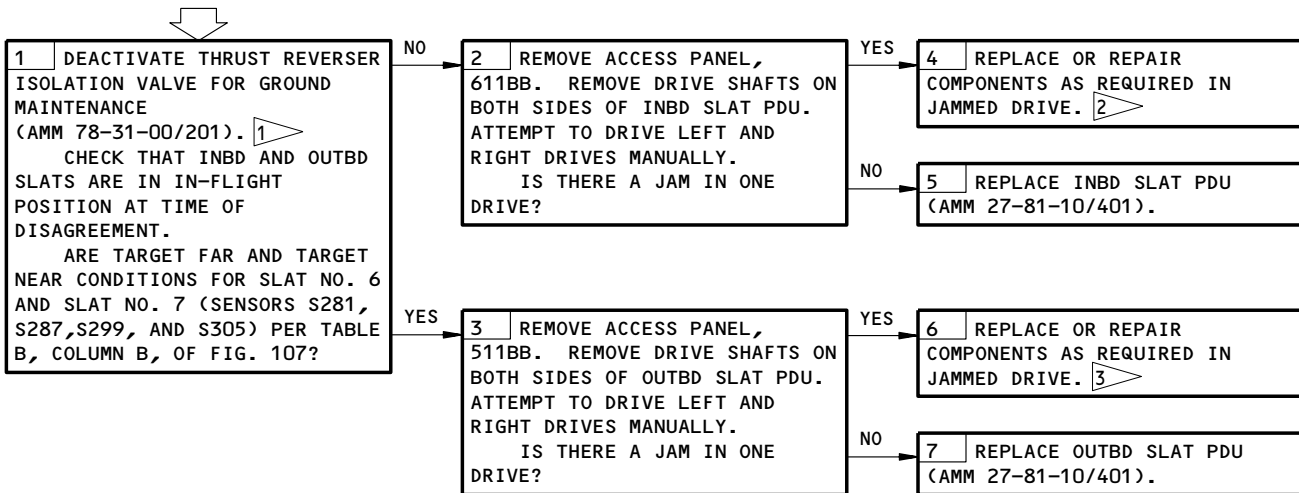 1 DEACTIVATE THRUST REVERSER
ISOLATION VALVE FOR GROUND
MAINTENANCE
(AMM 78-31-00/201). 1
CHECK THAT INBD AND OUTBD
SLATS ARE IN IN-FLIGHT
POSITION AT TIME OF
DISAGREEMENT.
ARE TARGET FAR AND TARGET
NEAR CONDITIONS FOR SLAT NO. 6
AND SLAT NO. 7 (SENSORS S281,
S287,S299, AND S305) PER TABLE
B, COLUMN B, OF FIG. 107?
NO
2 REMOVE ACCESS PANEL,
611BB. REMOVE DRIVE SHAFTS ON
BOTH SIDES OF INBD SLAT PDU.
ATTEMPT TO DRIVE LEFT AND
RIGHT DRIVES MANUALLY.
IS THERE A JAM IN ONE
DRIVE?
YES
4 REPLACE OR REPAIR
COMPONENTS AS REQUIRED IN
JAMMED DRIVE. 2
NO
5 REPLACE INBD SLAT PDU
(AMM 27-81-10/401).
YES
3 REMOVE ACCESS PANEL,
511BB. REMOVE DRIVE SHAFTS ON
BOTH SIDES OF OUTBD SLAT PDU.
ATTEMPT TO DRIVE LEFT AND
RIGHT DRIVES MANUALLY.
IS THERE A JAM IN ONE
DRIVE?
YES
6 REPLACE OR REPAIR
COMPONENTS AS REQUIRED IN
JAMMED DRIVE. 3
NO
7 REPLACE OUTBD SLAT PDU
(AMM 27-81-10/401).